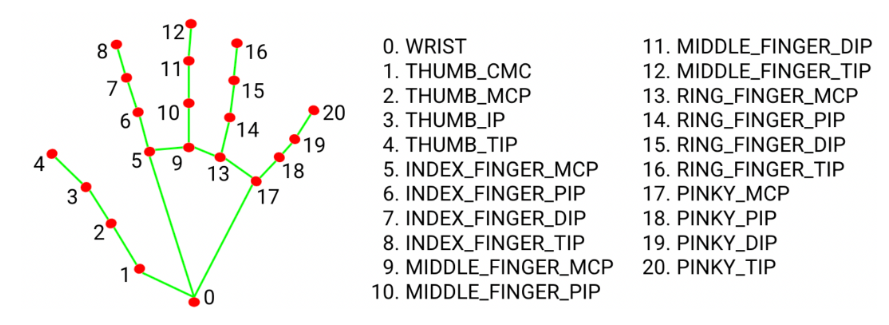 12
8
16
11
7
15
10
20
6
14
19
4
5
9
13
18
3
17
2
1
0
0. WRIST
1. THUMB_CMC
2. THUMB_MCP
3. THUMB_IP
4. THUMB_TIP
5. INDEX_FINGER_MCP
6. INDEX_FINGER_PIP
7. INDEX_FINGER_DIP
8. INDEX_FINGER_TIP
9. MIDDLE_FINGER_MCP
10. MIDDLE_FINGER_PIP
11. MIDDLE_FINGER_DIP
12. MIDDLE_FINGER_TIP
13. RING_FINGER_MCP
14. RING_FINGER_PIP
15. RING_FINGER_DIP
16. RING_FINGER_TIP
17. PINKY_MCP
18. PINKY_PIP
19. PINKY_DIP
20. PINKY_TIP